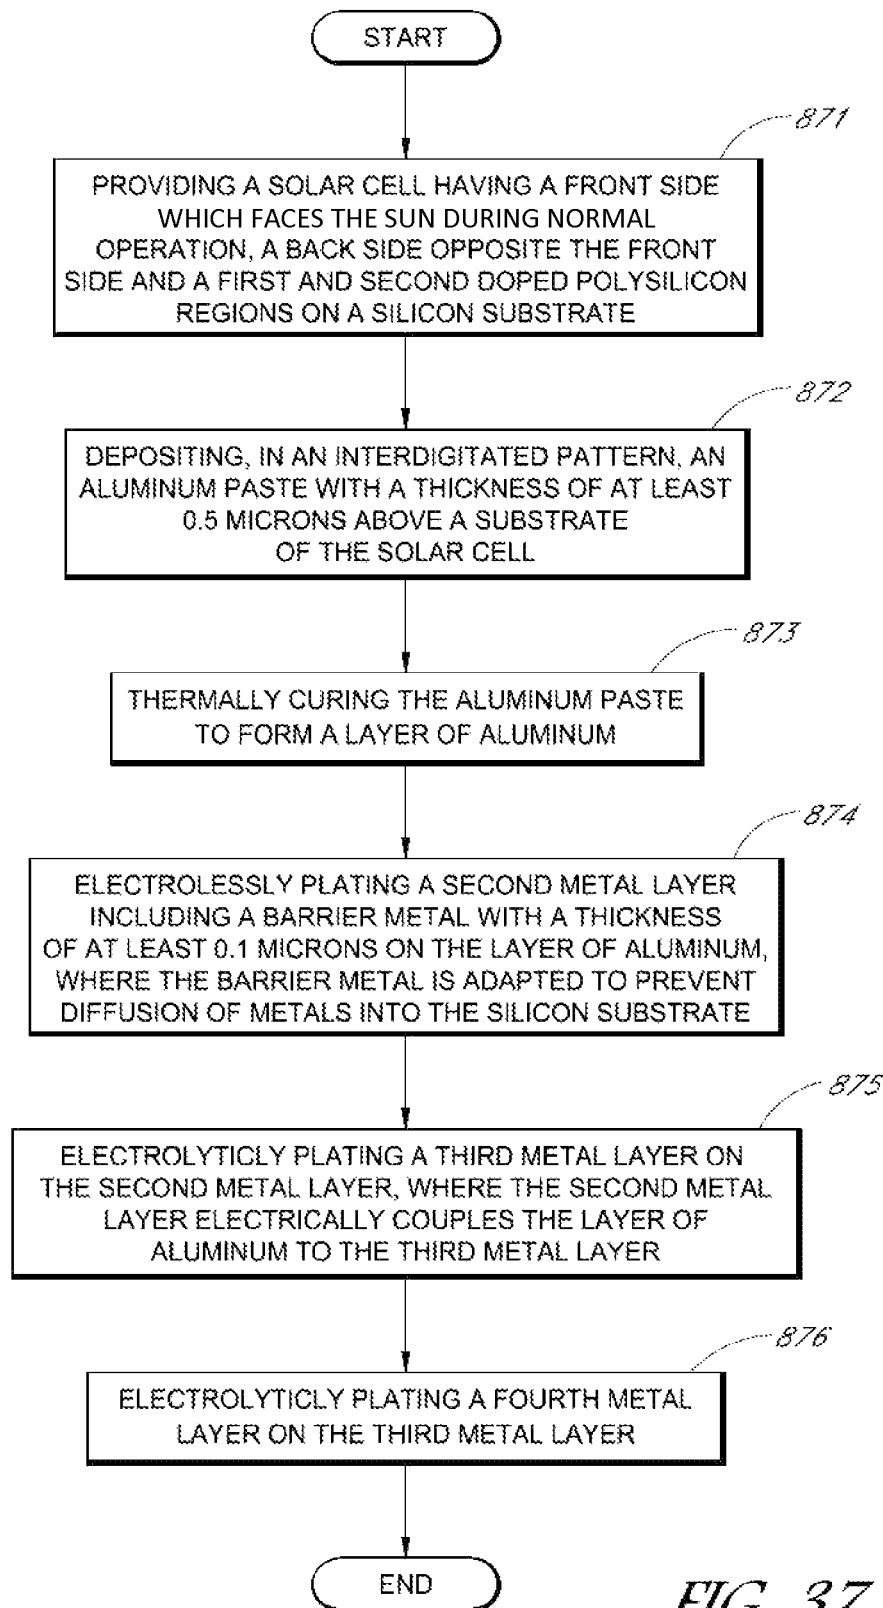 START
871
PROVIDING A SOLAR CELL HAVING A FRONT SIDE
WHICH FACES THE SUN DURING NORMAL
OPERATION, A BACK SIDE OPPOSITE THE FRONT
SIDE AND A FIRST AND SECOND DOPED POLYSILICON
REGIONS ON A SILICON SUBSTRATE
872
DEPOSITING, IN AN INTERDIGITATED PATTERN, AN
ALUMINUM PASTE WITH A THICKNESS OF AT LEAST
0.5 MICRONS ABOVE A SUBSTRATE
OF THE SOLAR CELL
873
THERMALLY CURING THE ALUMINUM PASTE
TO FORM A LAYER OF ALUMINUM
874
ELECTROLESSLY PLATING A SECOND METAL LAYER
INCLUDING A BARRIER METAL WITH A THICKNESS
OF AT LEAST 0.1 MICRONS ON THE LAYER OF ALUMINUM,
WHERE THE BARRIER METAL IS ADAPTED TO PREVENT
DIFFUSION OF METALS INTO THE SILICON SUBSTRATE
875
ELECTROLYTICLY PLATING A THIRD METAL LAYER ON
THE SECOND METAL LAYER, WHERE THE SECOND METAL
LAYER ELECTRICALLY COUPLES THE LAYER OF
ALUMINUM TO THE THIRD METAL LAYER
876
ELECTROLYTICLY PLATING A FOURTH METAL
LAYER ON THE THIRD METAL LAYER
END
FIG. 37